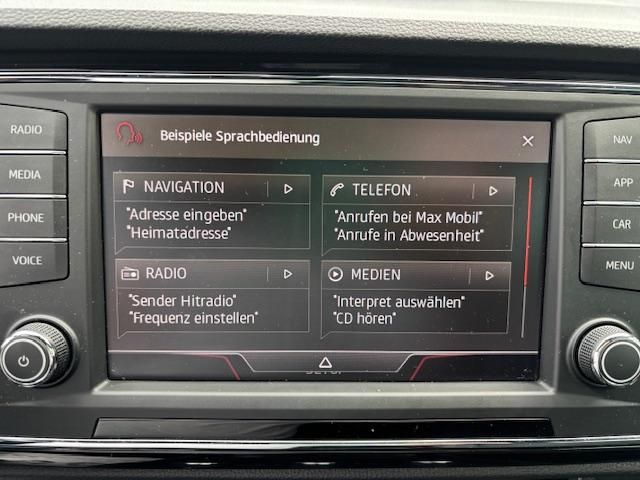 Beispiele Sprachbedienung
RADIO
MEDIA
PHONE
VOICE
NAVIGATION
"Adresse eingeben"
"Heimatadresse"
TELEFON
"Anrufen bei Max Mobil"
"Anrufe in Abwesenheit"
RADIO
"Sender Hitradio"
"Frequenz einstellen"
MEDIEN
"Interpret auswählen"
"CD hören"
NAV
APP
CAR
MENU